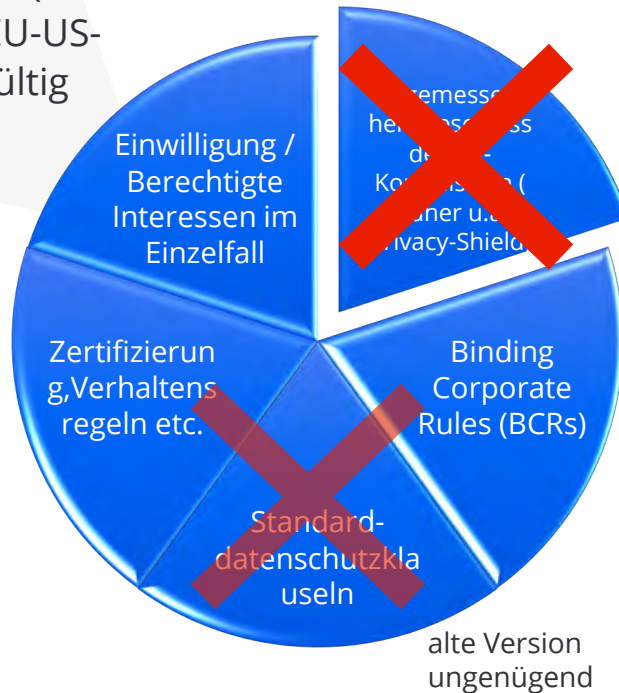 EU-US-
ültig
Einwilligung /
Berechtigte
Interessen im
Einzelfall
Zertifizierun
g,Verhaltens
regeln etc.
Standard-
datenschutzkla
useln
Binding
Corporate
Rules (BCRs)
alte Version
ungenügend